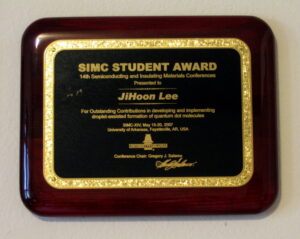 SIMC STUDENT AWARD
14th Semiconducting and Insulating Materials Conferences
Presented to
JiHoon Lee
For Outstanding Contributions in developing and implementing
droplet-assisted formation of quantum dot molecules
SIMC-XIV, May 15-20, 2007
University of Arkansas, Fayetteville, AR, USA
Conference Chair: Gregory J. Salamo